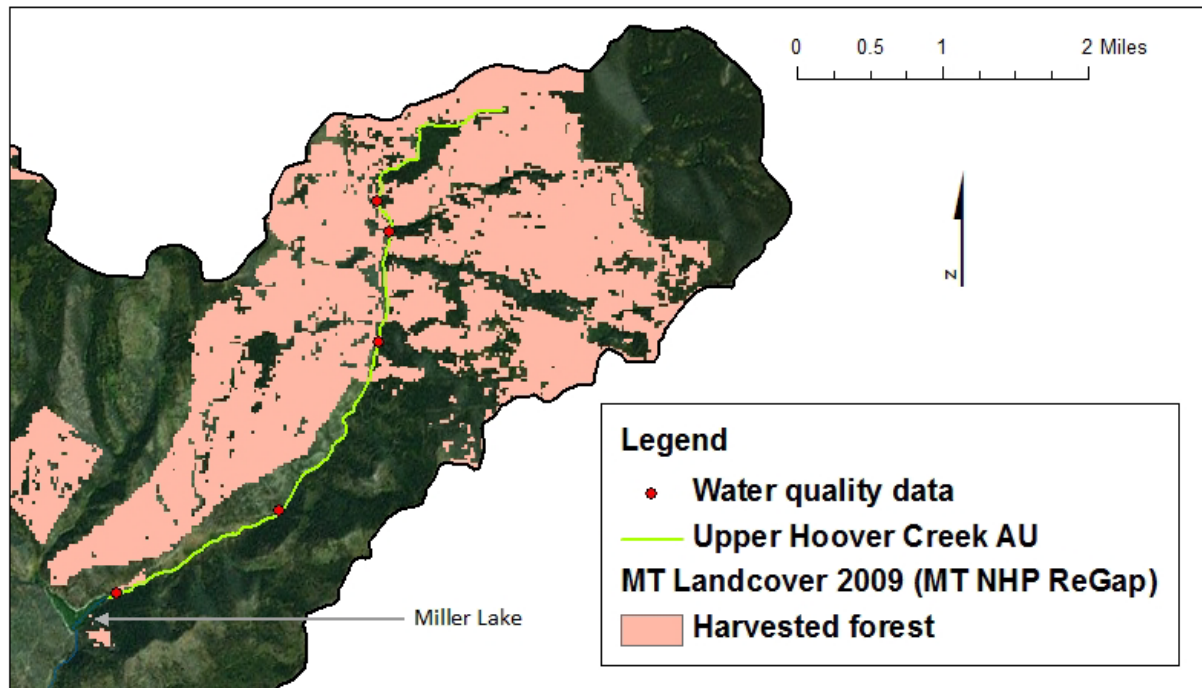 0 0.5 1 2 Miles
N
Legend
Water quality data
Upper Hoover Creek AU
MT Landcover 2009 (MT NHP ReGap)
Harvested forest
Miller Lake